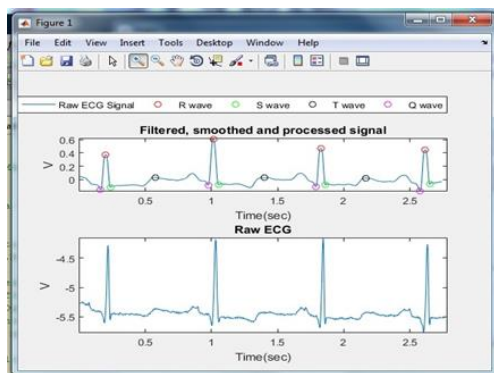 Figure 1
File Edit View Insert Tools Desktop Window Help
Raw ECG Signal R wave S wave T wave Q wave
Filtered, smoothed and processed signal
0.6
0.4
0.2
0
V
0.5 1 1.5 2 2.5
Time(sec)
Raw ECG
-4.5
-5
-5.5
V
0.5 1 1.5 2 2.5
Time(sec)